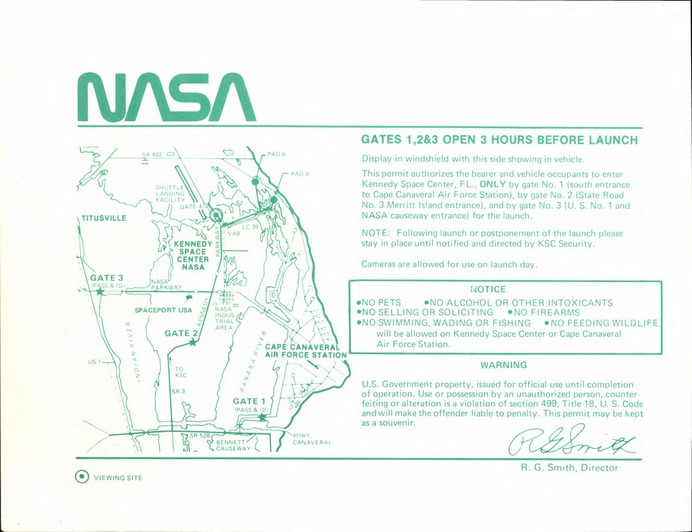 NASA
GATES 1,2&3 OPEN 3 HOURS BEFORE LAUNCH
Display in windshield with this side showing in vehicle.
This permit authorizes the bearer and vehicle occupants to enter
Kennedy Space Center, FL., ONLY by gate No. 1 (south entrance
to Cape Canaveral Air Force Station), by gate No. 2 (State Road
No. 3 Merritt Island entrance), and by gate No. 3 (U. S. No. 1 and
NASA causeway entrance) for the launch.
NOTE: Following launch or postponement of the launch please
stay in place until notified and directed by KSC Security.
Cameras are allowed for use on launch day.
NOTICE
•NO PETS •NO ALCOHOL OR OTHER INTOXICANTS
•NO SELLING OR SOLICITING •NO FIREARMS
•NO SWIMMING, WADING OR FISHING •NO FEEDING WILDLIFE
will be allowed on Kennedy Space Center or Cape Canaveral
Air Force Station.
WARNING
U.S. Government property, issued for official use until completion
of operation. Use or possession by an unauthorized person, counter-
feiting or alteration is a violation of section 499, Title 18, U. S. Code
and will make the offender liable to penalty. This permit may be kept
as a souvenir.
R G Smith
R. G. Smith, Director
SR 402
PAD B
PAD A
SHUTTLE
LANDING
FACILITY
GATE 4
TITUSVILLE
LC-39
VAB
PARKWAY
KENNEDY
SPACE
CENTER
NASA
GATE 3
(PASS & ID)
NASA
PARKWAY
SPACEPORT USA
NASA
INDUS
TRIAL
AREA
KENNEDY
GATE 2
CAPE CANAVERAL
AIR FORCE STATION
INDIAN RIVER
BANANA RIVER
US-1
TO
KSC
SR 3
GATE 1
(PASS & ID)
SR 528
BENNETT
CAUSEWAY
PORT
CANAVERAL
VIEWING SITE